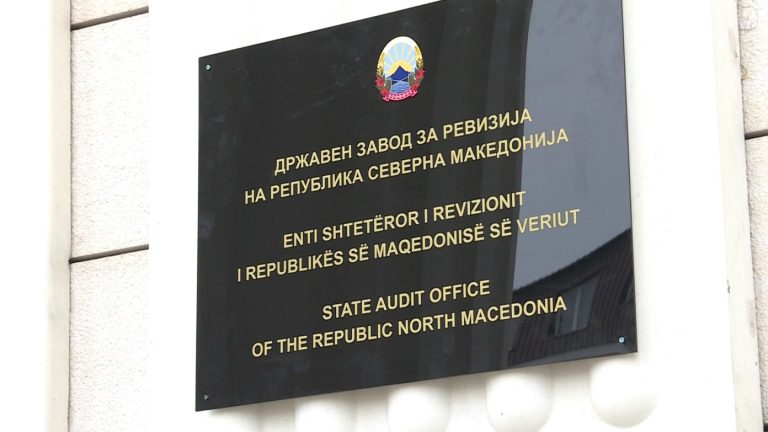 ДРЖАВЕН ЗАВОД ЗА РЕВИЗИЈА
НА РЕПУБЛИКА СЕВЕРНА МАКЕДОНИЈА
ENTI SHTETËROR I REVIZIONIT
I REPUBLIKËS SË MAQEDONISË SË VERIUT
STATE AUDIT OFFICE
OF THE REPUBLIC NORTH MACEDONIA